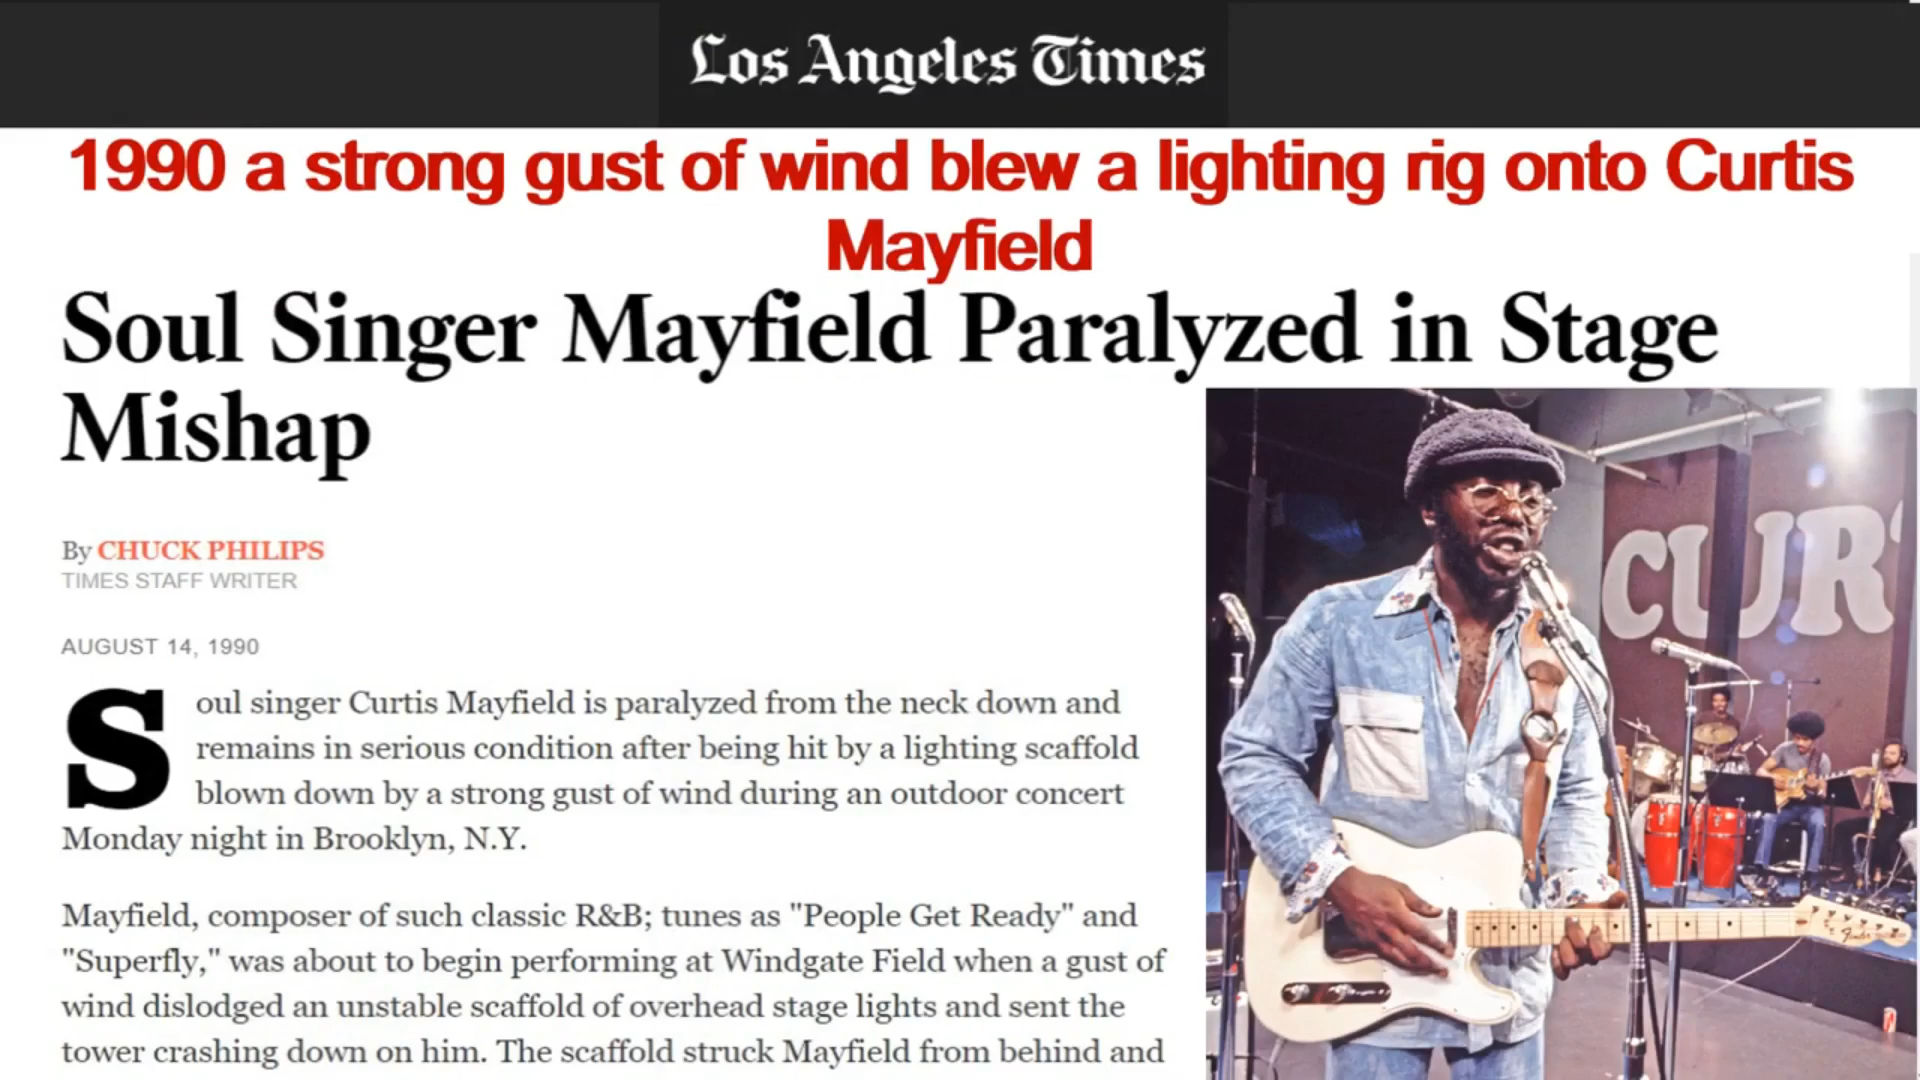 Los Angeles Times
1990 a strong gust of wind blew a lighting rig onto Curtis
Mayfield
Soul Singer Mayfield Paralyzed in Stage
Mishap
By CHUCK PHILIPS
TIMES STAFF WRITER
AUGUST 14, 1990
Soul singer Curtis Mayfield is paralyzed from the neck down and
remains in serious condition after being hit by a lighting scaffold
blown down by a strong gust of wind during an outdoor concert
Monday night in Brooklyn, N.Y.
Mayfield, composer of such classic R&B; tunes as "People Get Ready" and
"Superfly," was about to begin performing at Windgate Field when a gust of
wind dislodged an unstable scaffold of overhead stage lights and sent the
tower crashing down on him. The scaffold struck Mayfield from behind and
CURT
Fender